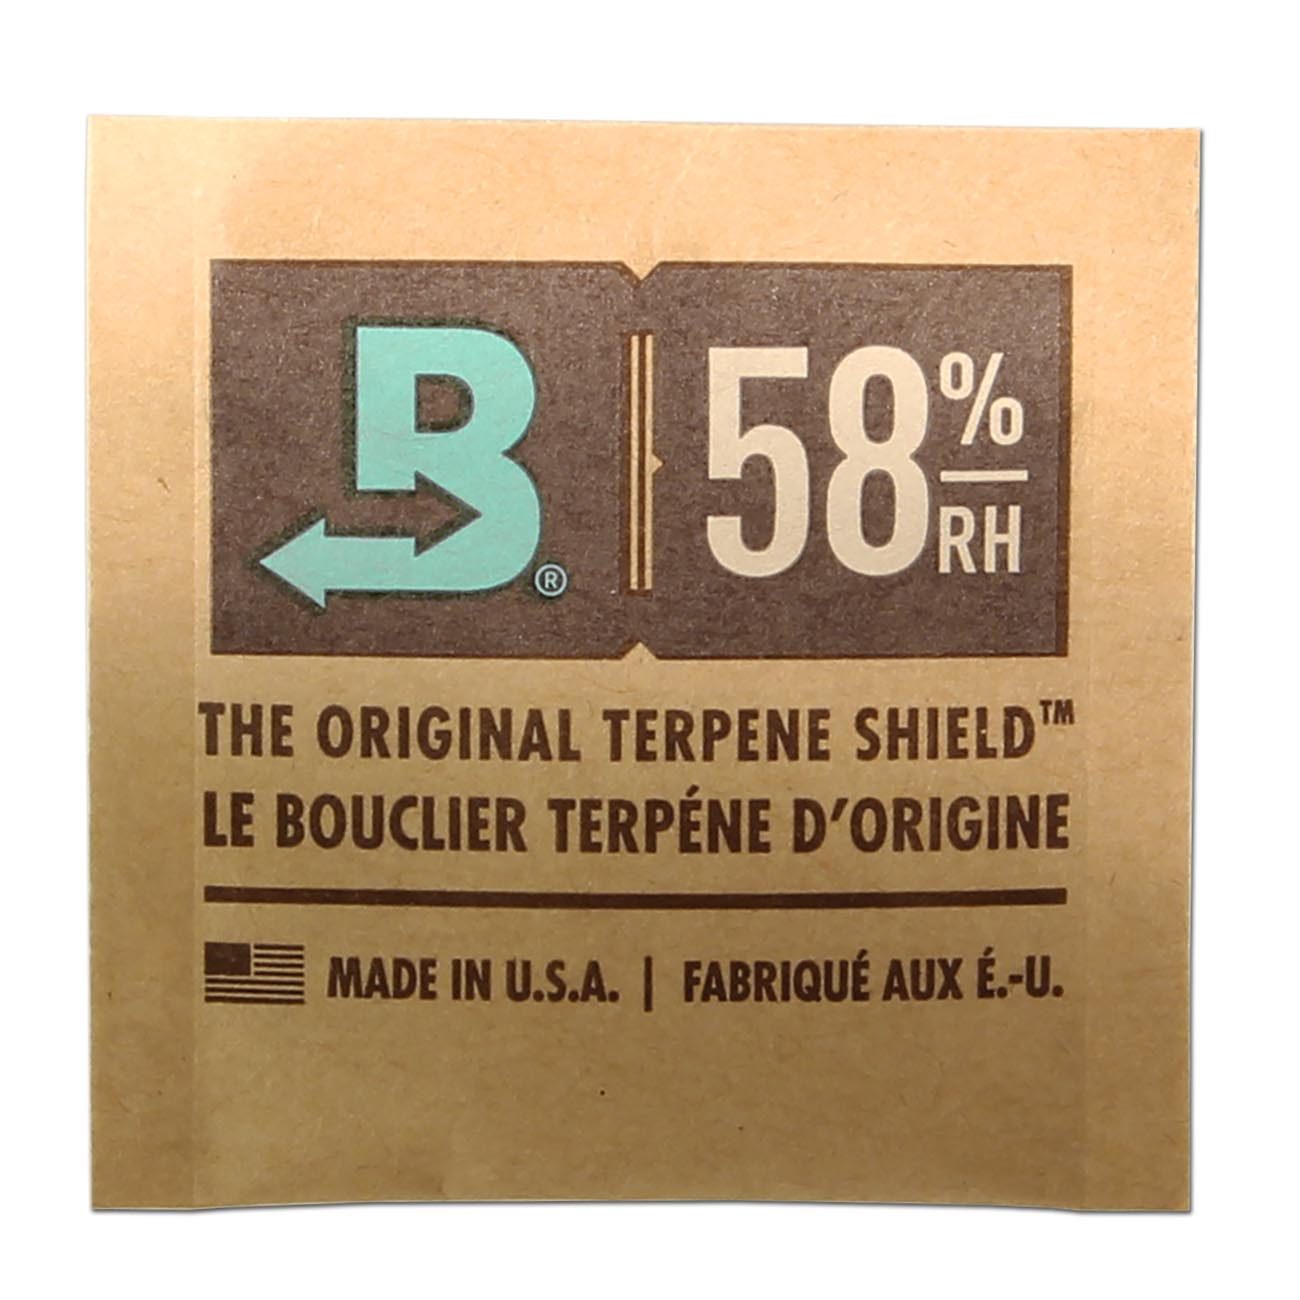 B® 58% RH
THE ORIGINAL TERPENE SHIELD™
LE BOUCLIER TERPÉNE D'ORIGINE
MADE IN U.S.A. | FABRIQUÉ AUX É.-U.